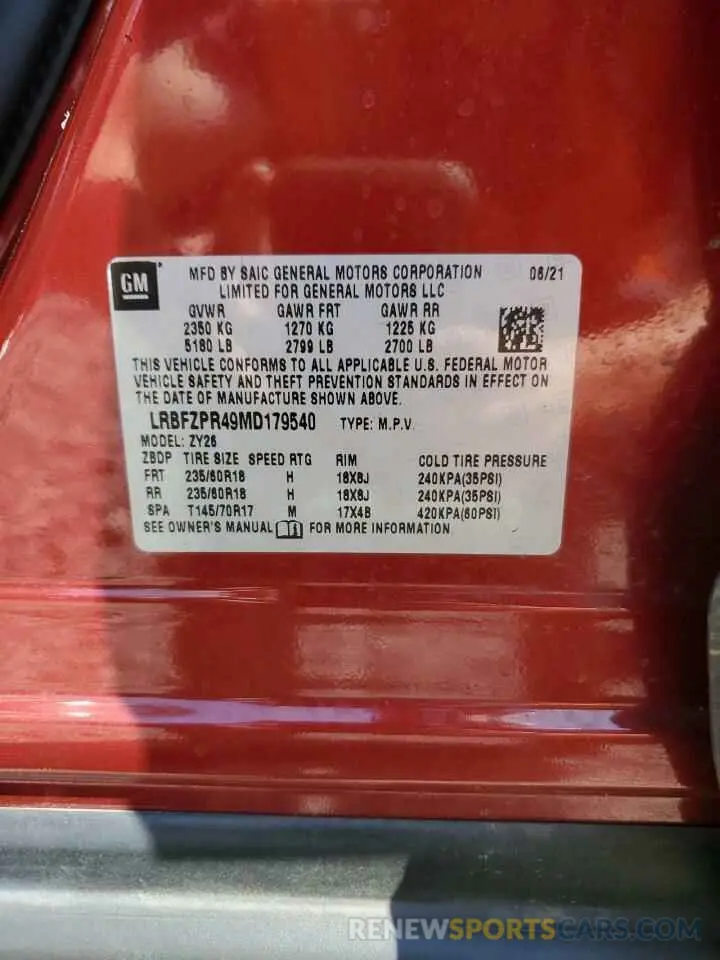 GM
MFD BY SAIC GENERAL MOTORS CORPORATION 06/21
LIMITED FOR GENERAL MOTORS LLC
GVWR GAWR FRT GAWR RR
2350 KG 1270 KG 1225 KG
5180 LB 2799 LB 2700 LB
THIS VEHICLE CONFORMS TO ALL APPLICABLE U.S. FEDERAL MOTOR
VEHICLE SAFETY AND THEFT PREVENTION STANDARDS IN EFFECT ON
THE DATE OF MANUFACTURE SHOWN ABOVE.
LRBFZPR49MD179540 TYPE: M.P.V.
MODEL: ZY26
ZBDP TIRE SIZE SPEED RTG RIM COLD TIRE PRESSURE
FRT 235/60R18 H 18X8J 240KPA(35PSI)
RR 235/60R18 H 18X8J 240KPA(35PSI)
SPA T145/70R17 M 17X4B 420KPA(60PSI)
SEE OWNER'S MANUAL FOR MORE INFORMATION
RENEWSPORTSCARS.COM